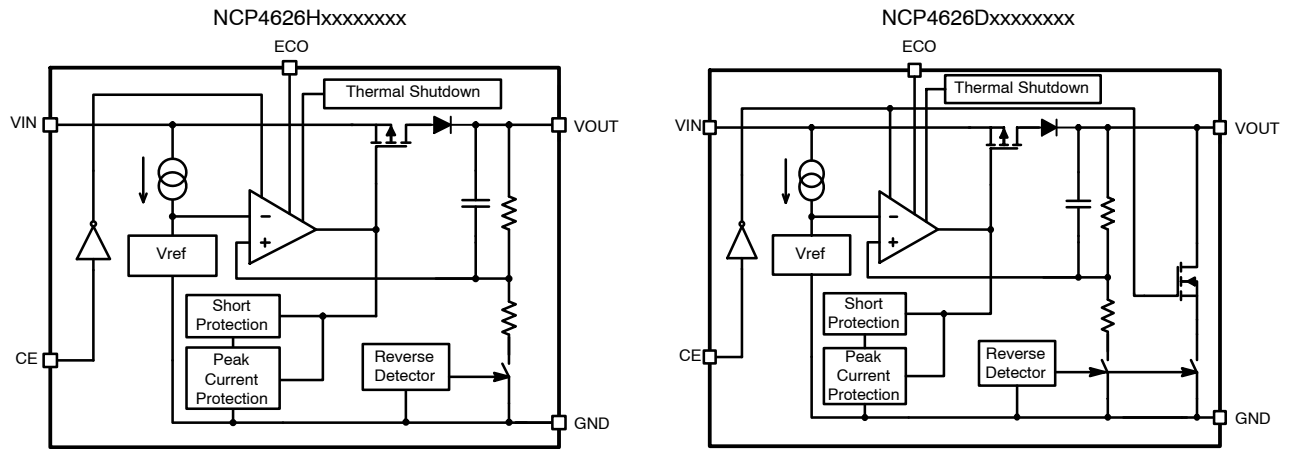 NCP4626Hxxxxxxxx
ECO
Thermal Shutdown
VIN
VOUT
−
+
Vref
Short
Protection
CE
Peak
Current
Protection
Reverse
Detector
GND
NCP4626Dxxxxxxxx
ECO
Thermal Shutdown
VIN
VOUT
−
+
Vref
Short
Protection
CE
Peak
Current
Protection
Reverse
Detector
GND